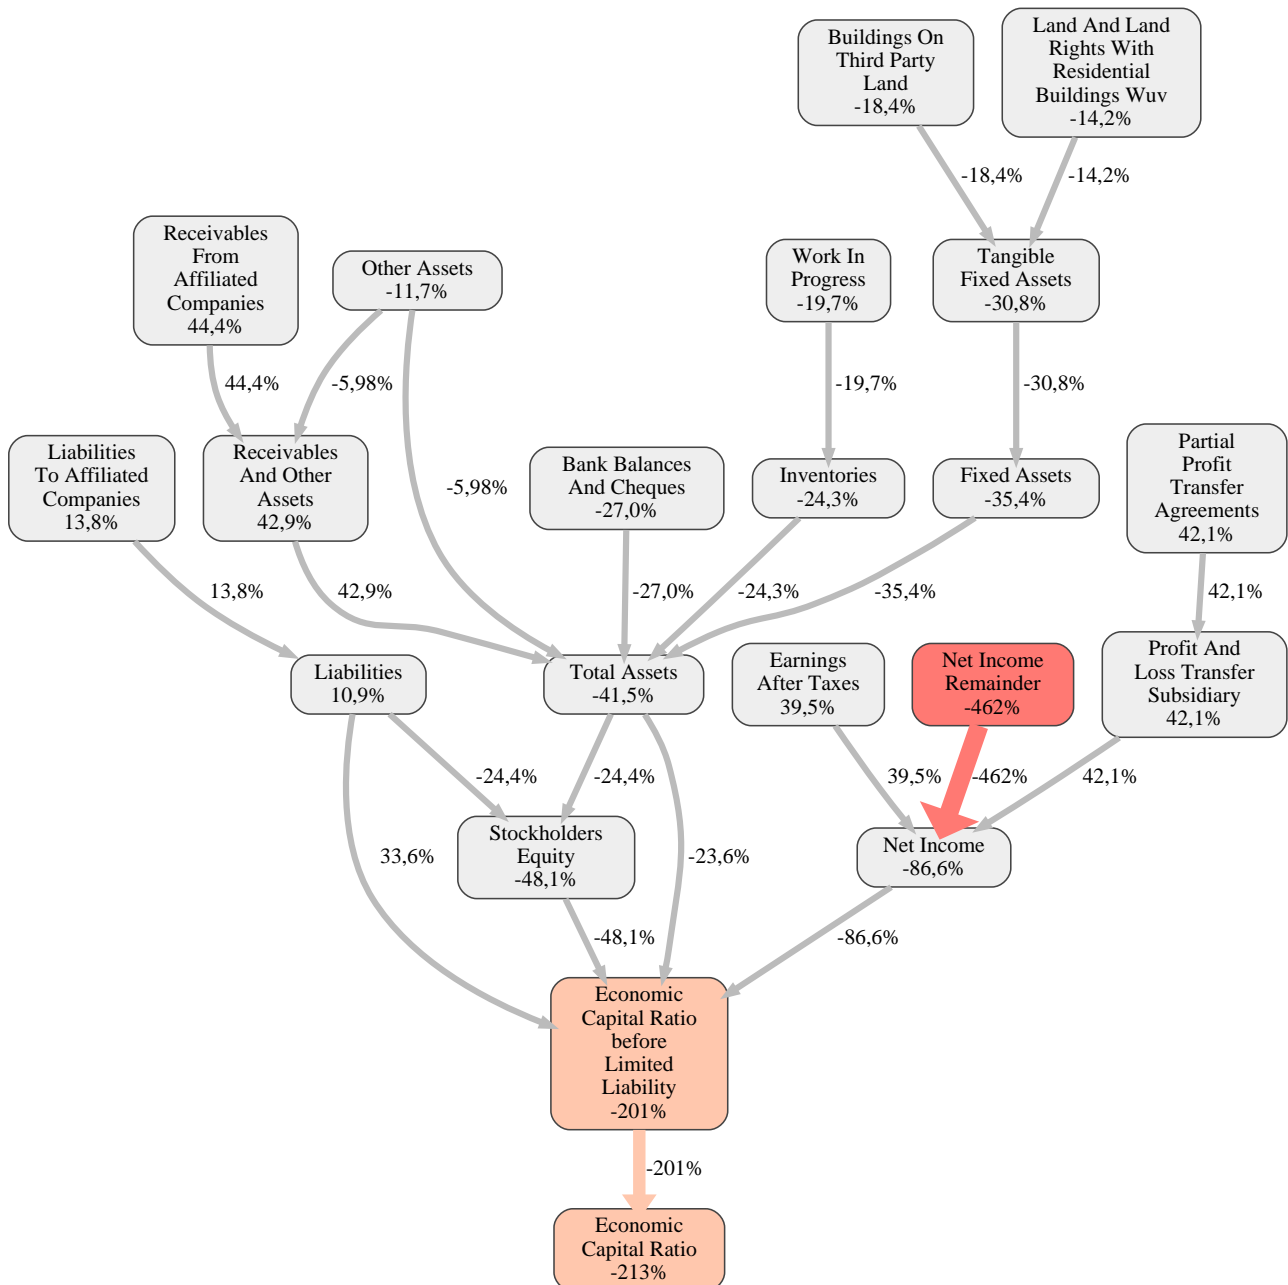 Buildings On
Third Party
Land
-18,4%
Land And Land
Rights With
Residential
Buildings Wuv
-14,2%
-18,4%
-14,2%
Receivables
From
Affiliated
Companies
44,4%
Other Assets
-11,7%
Work In
Progress
-19,7%
Tangible
Fixed Assets
-30,8%
44,4%
-5,98%
-19,7%
-30,8%
Liabilities
To Affiliated
Companies
13,8%
Receivables
And Other
Assets
42,9%
-5,98%
Bank Balances
And Cheques
-27,0%
Inventories
-24,3%
Fixed Assets
-35,4%
Partial
Profit
Transfer
Agreements
42,1%
13,8%
42,9%
-27,0%
-24,3%
-35,4%
42,1%
Liabilities
10,9%
Total Assets
-41,5%
Earnings
After Taxes
39,5%
Net Income
Remainder
-462%
Profit And
Loss Transfer
Subsidiary
42,1%
-24,4%
-24,4%
39,5%
-462%
42,1%
33,6%
Stockholders
Equity
-48,1%
-23,6%
Net Income
-86,6%
-48,1%
-86,6%
Economic
Capital Ratio
before
Limited
Liability
-201%
-201%
Economic
Capital Ratio
-213%